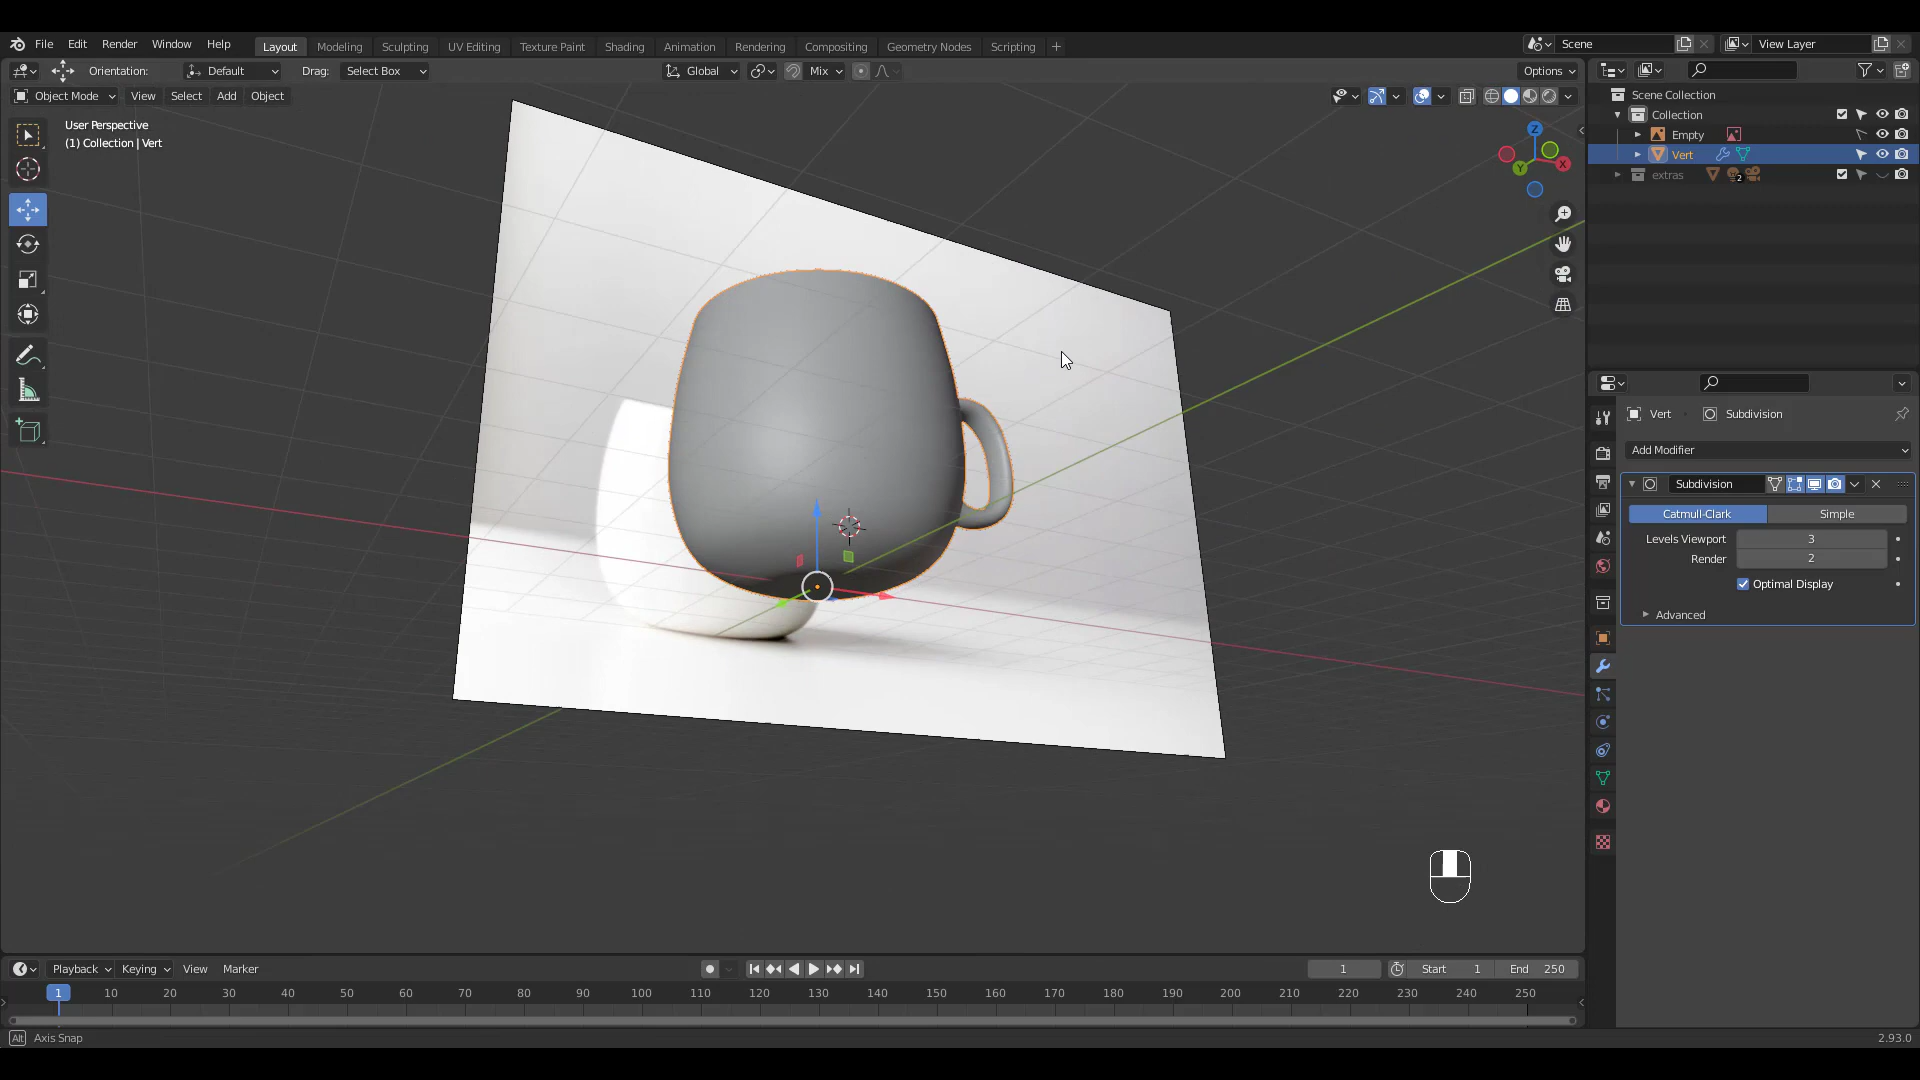 File Edit Render Window Help Layout Modeling Sculpting UV Editing Texture Paint Shading Animation Rendering Compositing Geometry Nodes Scripting + Scene View Layer
Orientation: Default Drag: Select Box Global Mix Options
Object Mode View Select Add Object
Scene Collection
Collection
Empty
Vert
extras 2
User Perspective
(1) Collection | Vert
Z
X
Y
Vert Subdivision
Add Modifier
Subdivision
Catmull-Clark Simple
Levels Viewport 3
Render 2
Optimal Display
Advanced
Playback Keying View Marker 1 Start 1 End 250
1 10 20 30 40 50 60 70 80 90 100 110 120 130 140 150 160 170 180 190 200 210 220 230 240 250
Alt Axis Snap 2.93.0